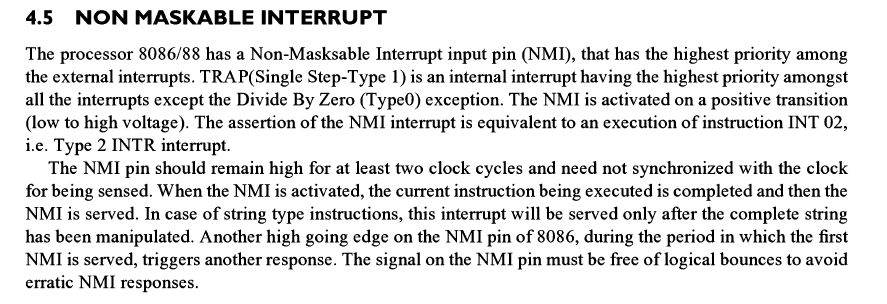 4.5 NON MASKABLE INTERRUPT
The processor 8086/88 has a Non-Masksable Interrupt input pin (NMI), that has the highest priority among
the external interrupts. TRAP(Single Step-Type 1) is an internal interrupt having the highest priority amongst
all the interrupts except the Divide By Zero (Type0) exception. The NMI is activated on a positive transition
(low to high voltage). The assertion of the NMI interrupt is equivalent to an execution of instruction INT 02,
i.e. Type 2 INTR interrupt.
The NMI pin should remain high for at least two clock cycles and need not synchronized with the clock
for being sensed. When the NMI is activated, the current instruction being executed is completed and then the
NMI is served. In case of string type instructions, this interrupt will be served only after the complete string
has been manipulated. Another high going edge on the NMI pin of 8086, during the period in which the first
NMI is served, triggers another response. The signal on the NMI pin must be free of logical bounces to avoid
erratic NMI responses.